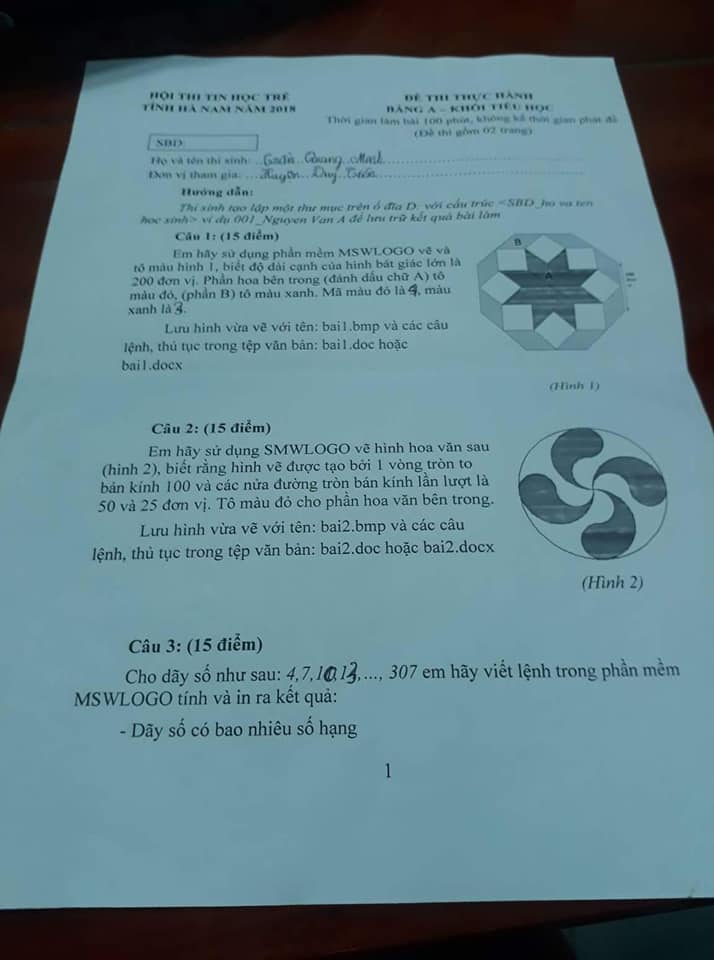 HỘI THI TIN HỌC TRẺ
TỈNH HÀ NAM NĂM 2018
ĐỀ THI THỰC HÀNH
BẢNG A - KHỐI TIỂU HỌC
Thời gian làm bài 100 phút, không kể thời gian phát đề
(Đề thi gồm 02 trang)
SBD:
Họ và tên thí sinh: Quang
Đơn vị tham gia: Duy
Hướng dẫn:
Thí sinh tạo lập một thư mục trên ổ đĩa D: với cấu trúc <SBD_ho va ten
hoc sinh> ví dụ 001_Nguyen Van A để lưu trữ kết quả bài làm
Câu 1: (15 điểm)
Em hãy sử dụng phần mềm MSWLOGO vẽ và
tô màu hình 1, biết độ dài cạnh của hình bát giác lớn là
200 đơn vị. Phần hoa bên trong (đánh dấu chữ A) tô
màu đỏ, (phần B) tô màu xanh. Mã màu đỏ là 4, màu
xanh là 3.
Lưu hình vừa vẽ với tên: bai1.bmp và các câu
lệnh, thủ tục trong tệp văn bản: bai1.doc hoặc
bai1.docx
B
A
(Hình 1)
Câu 2: (15 điểm)
Em hãy sử dụng SMWLOGO vẽ hình hoa văn sau
(hình 2), biết rằng hình vẽ được tạo bởi 1 vòng tròn to
bán kính 100 và các nửa đường tròn bán kính lần lượt là
50 và 25 đơn vị. Tô màu đỏ cho phần hoa văn bên trong.
Lưu hình vừa vẽ với tên: bai2.bmp và các câu
lệnh, thủ tục trong tệp văn bản: bai2.doc hoặc bai2.docx
(Hình 2)
Câu 3: (15 điểm)
Cho dãy số như sau: 4,7,10,13,..., 307 em hãy viết lệnh trong phần mềm
MSWLOGO tính và in ra kết quả:
- Dãy số có bao nhiêu số hạng
1